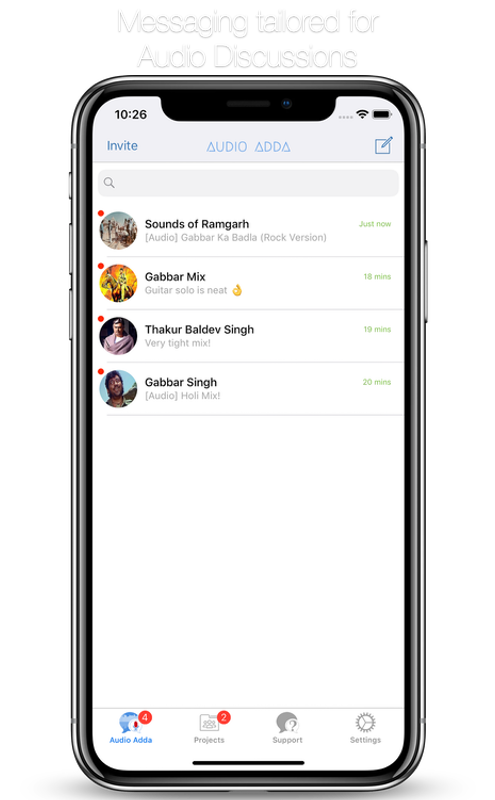 Messaging tailored for
Audio Discussions
10:26
Invite
AUDIO ADDA
Sounds of Ramgarh
Just now
[Audio] Gabbar Ka Badla (Rock Version)
Gabbar Mix
18 mins
Guitar solo is neat 👌
Thakur Baldev Singh
19 mins
Very tight mix!
Gabbar Singh
20 mins
[Audio] Holi Mix!
4
2
?
Audio Adda
Projects
Support
Settings